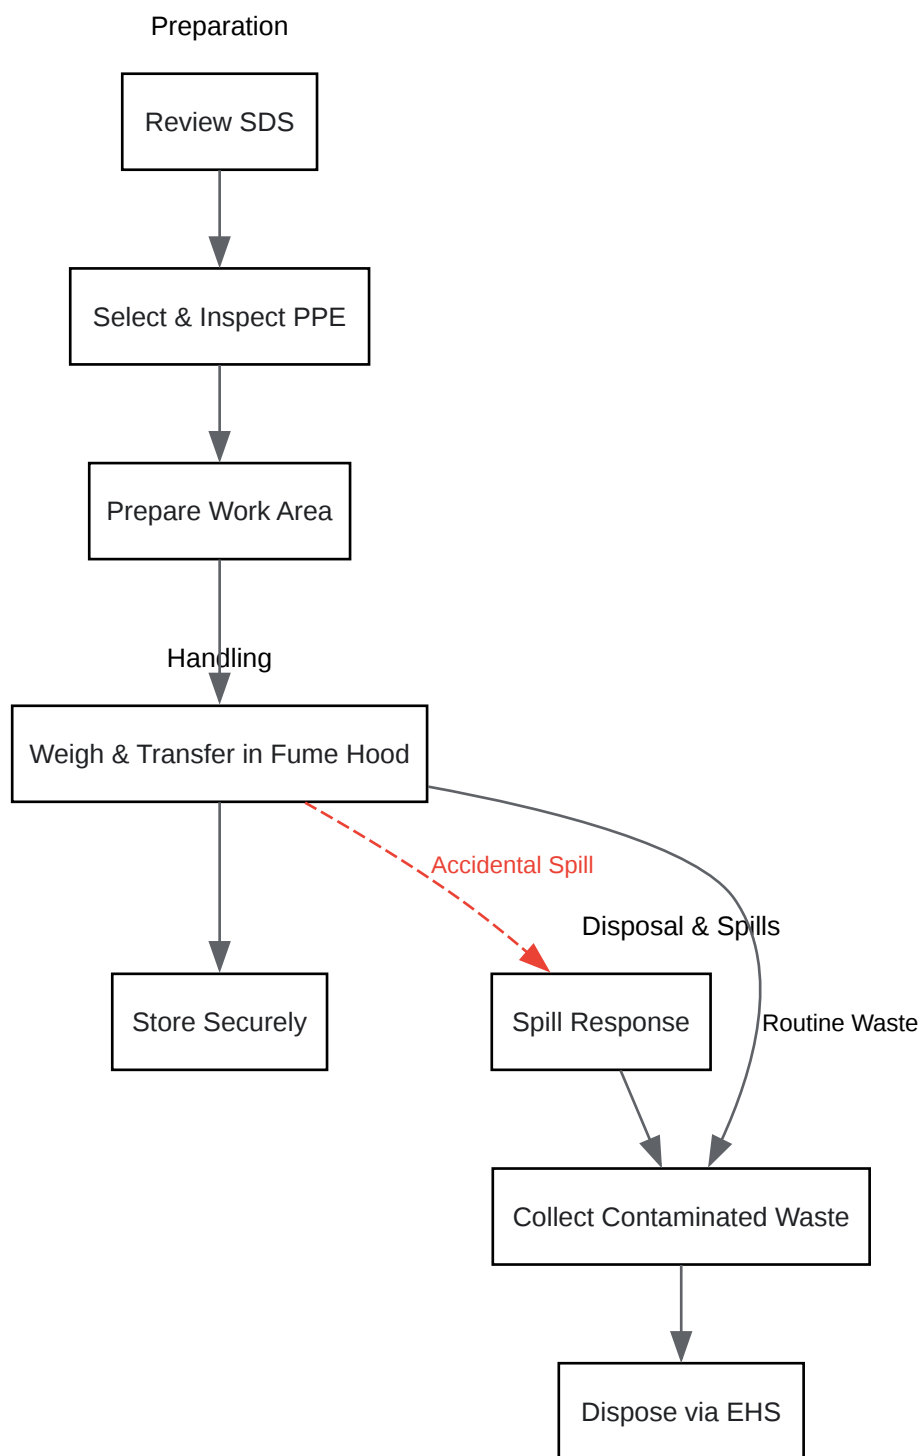 Preparation
Review SDS
Select & Inspect PPE
Prepare Work Area
Handling
Weigh & Transfer in Fume Hood
Accidental Spill
Disposal & Spills
Store Securely
Spill Response
Routine Waste
Collect Contaminated Waste
Dispose via EHS